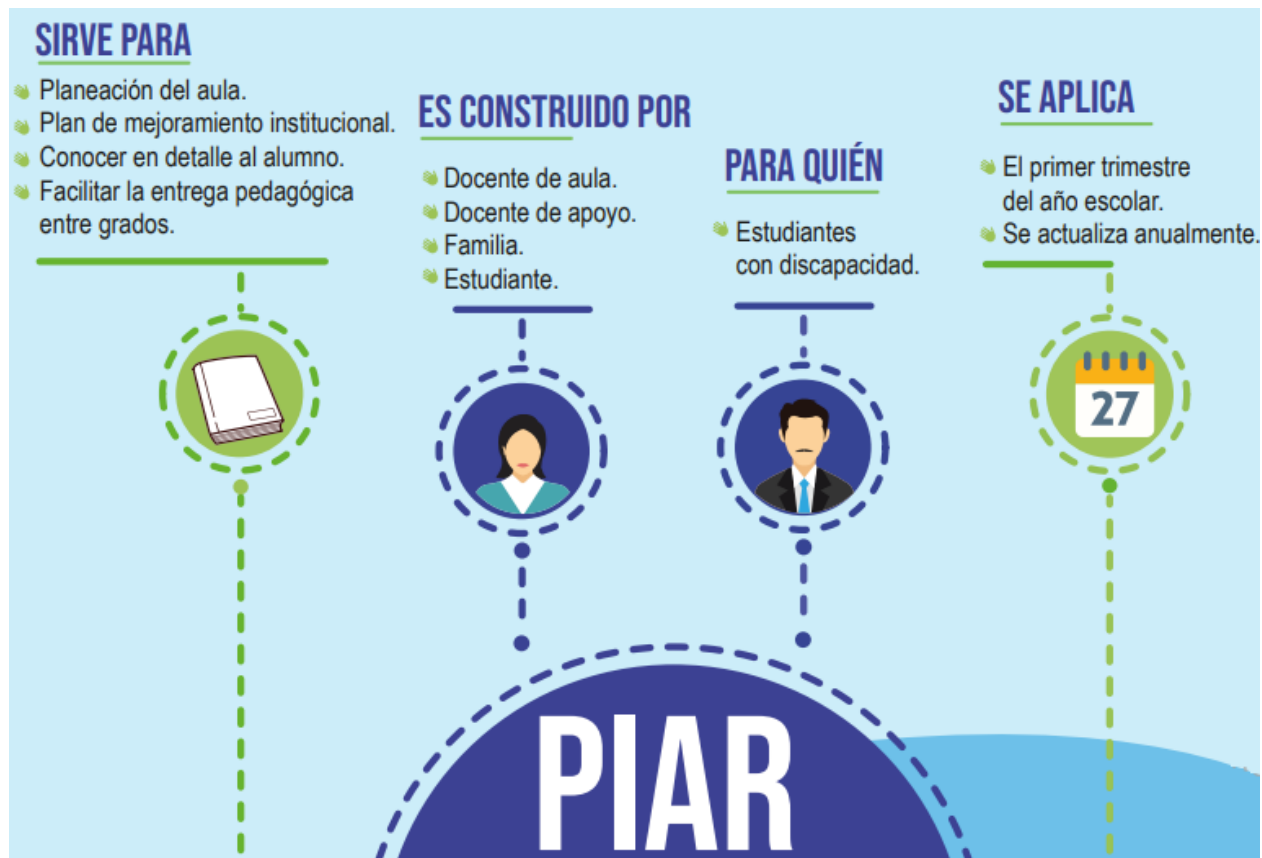 SIRVE PARA
Planeación del aula.
Plan de mejoramiento institucional.
Conocer en detalle al alumno.
Facilitar la entrega pedagógica
entre grados.
ES CONSTRUIDO POR
Docente de aula.
Docente de apoyo.
Familia.
Estudiante.
PARA QUIÉN
Estudiantes
con discapacidad.
SE APLICA
El primer trimestre
del año escolar.
Se actualiza anualmente.
27
PIAR